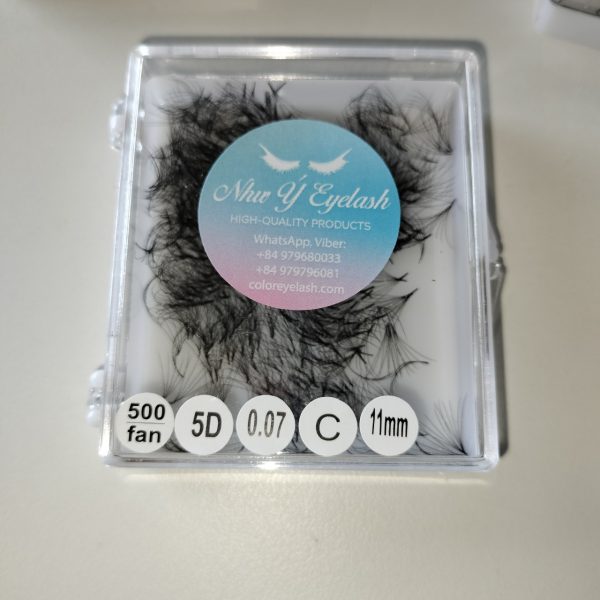 Như Ý Eyelash
HIGH-QUALITY PRODUCTS
WhatsApp, Viber:
+84 979680033
+84 979796081
coloreyelash.com
500
fan
5D
0.07
C
11mm